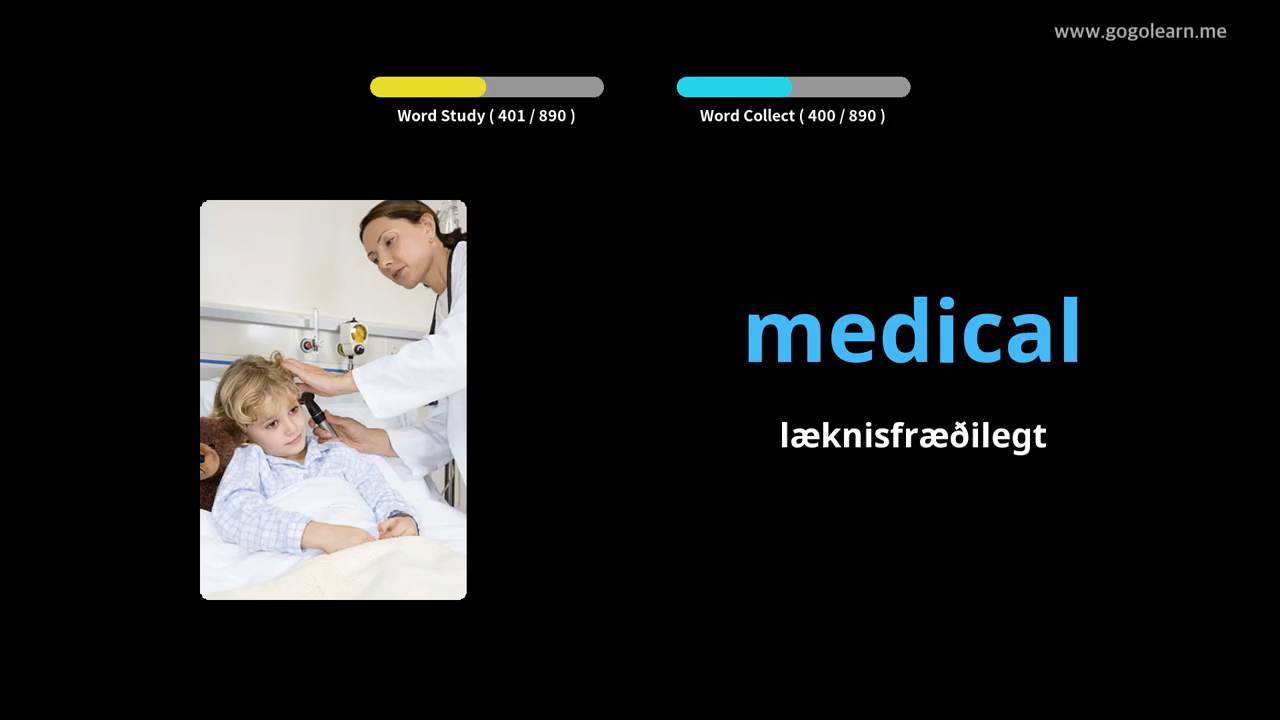 www.gogolearn.me
Word Study ( 401 / 890 )
Word Collect ( 400 / 890 )
medical
læknisfræðilegt